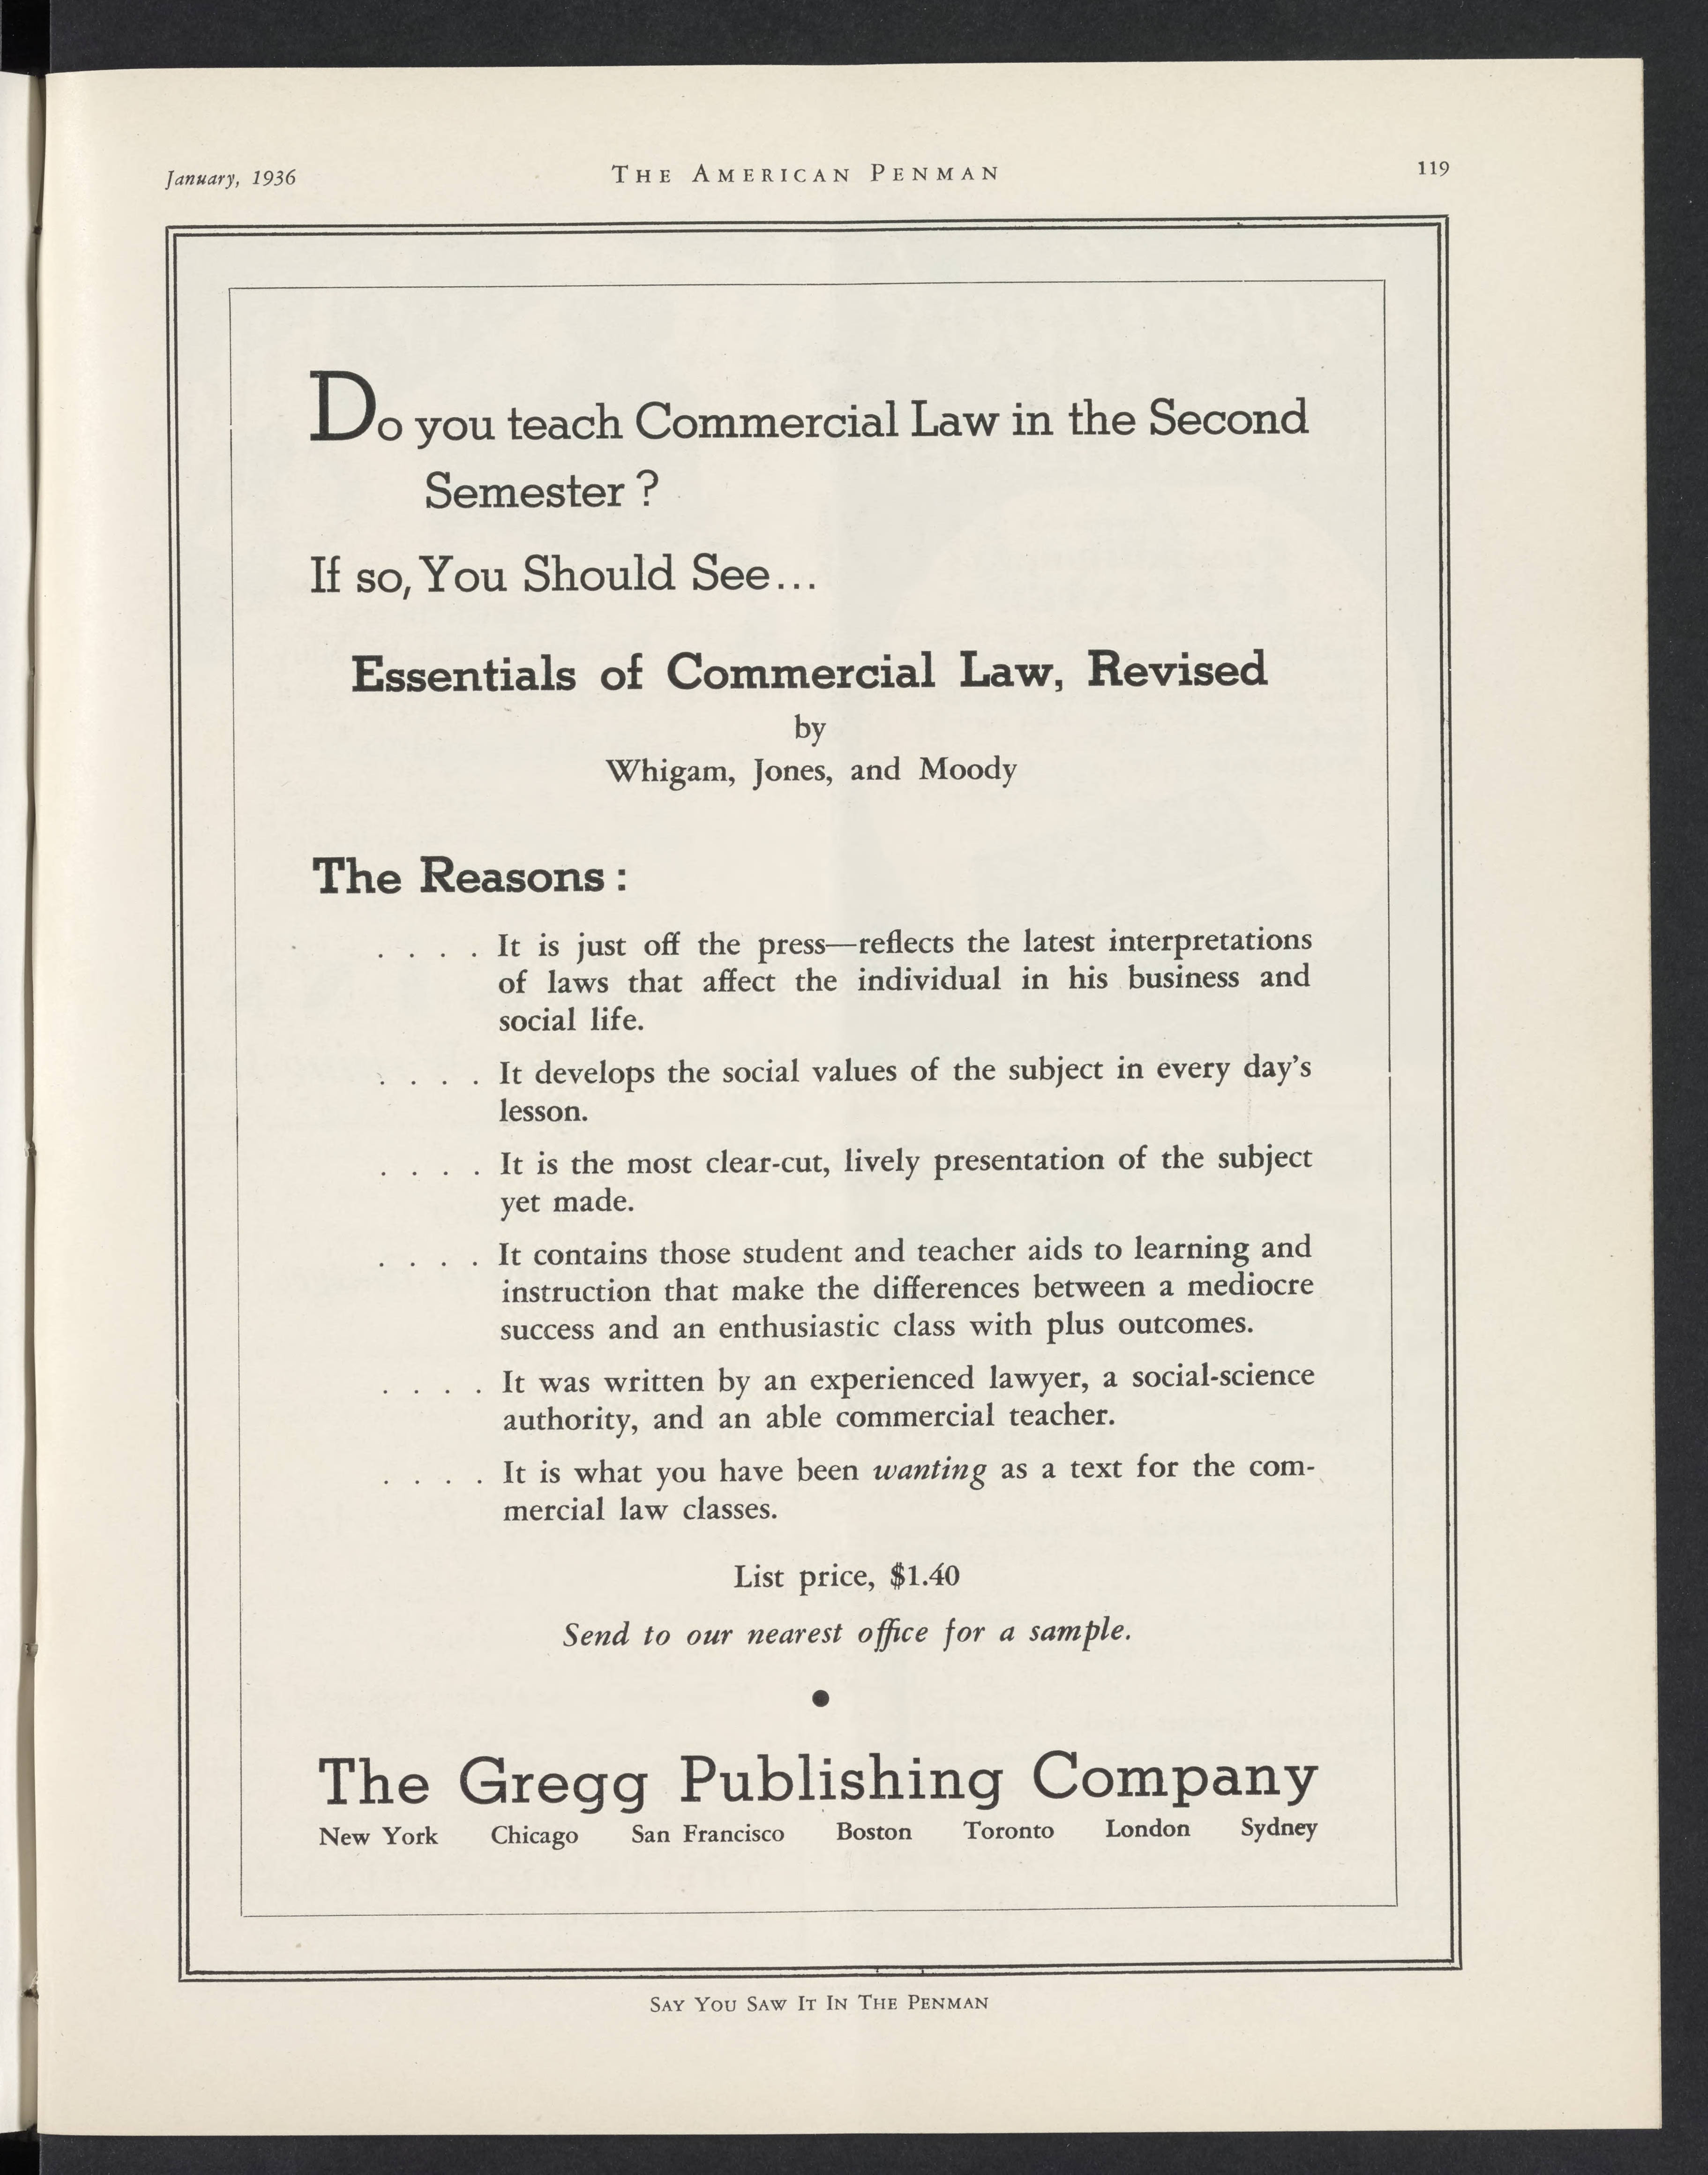 January, 1936 THE AMERICAN PENMAN 119
Do you teach Commercial Law in the Second
Semester ?
If so, You Should See...
Essentials of Commercial Law, Revised
by
Whigam, Jones, and Moody
The Reasons :
. . . . It is just off the press—reflects the latest interpretations
of laws that affect the individual in his business and
social life.
. . . . It develops the social values of the subject in every day's
lesson.
. . . . It is the most clear-cut, lively presentation of the subject
yet made.
. . . . It contains those student and teacher aids to learning and
instruction that make the differences between a mediocre
success and an enthusiastic class with plus outcomes.
. . . . It was written by an experienced lawyer, a social-science
authority, and an able commercial teacher.
. . . . It is what you have been wanting as a text for the com-
mercial law classes.
List price, $1.40
Send to our nearest office for a sample.
The Gregg Publishing Company
New York Chicago San Francisco Boston Toronto London Sydney
SAY YOU SAW IT IN THE PENMAN